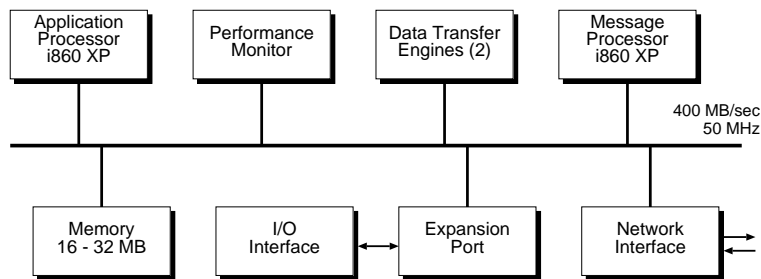 Application
Processor
i860 XP
Performance
Monitor
Data Transfer
Engines (2)
Message
Processor
i860 XP
400 MB/sec
50 MHz
Memory
16 - 32 MB
I/O
Interface
Expansion
Port
Network
Interface